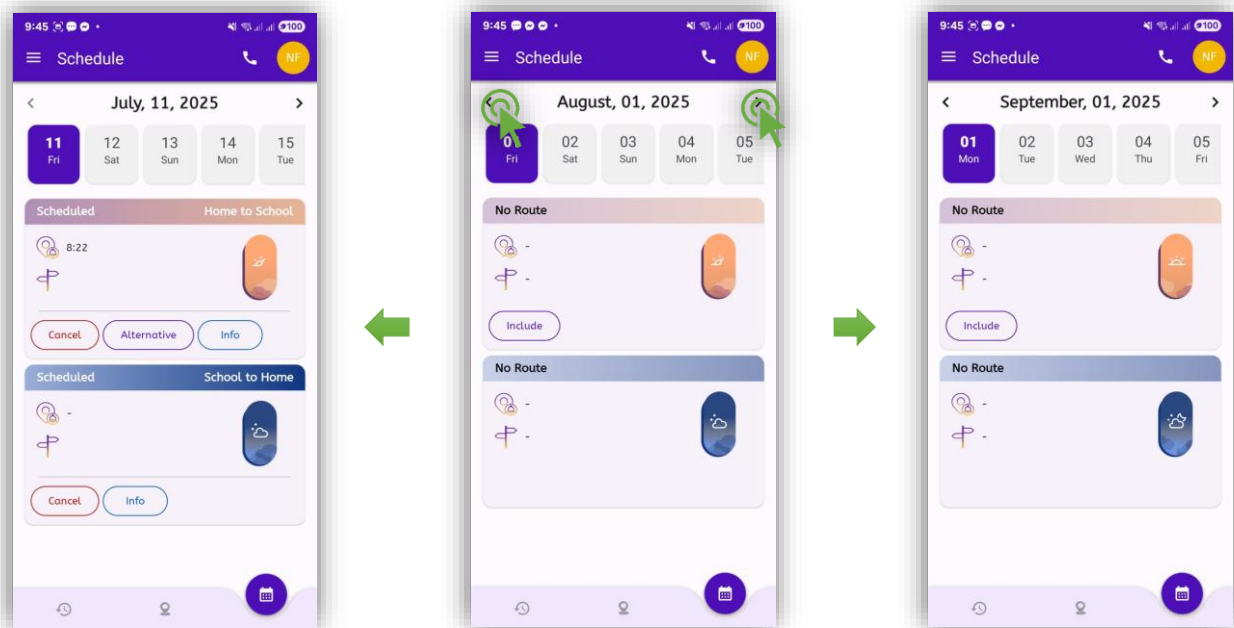 9:45
100
Schedule
NF
July, 11, 2025
11 12 13 14 15
Fri Sat Sun Mon Tue
Scheduled Home to School
8:22
Cancel Alternative Info
Scheduled School to Home
-
Cancel Info
9:45
100
Schedule
NF
August, 01, 2025
02 03 04 05
Fri Sat Sun Mon Tue
No Route
-
-
Include
No Route
-
-
9:45
100
Schedule
NF
September, 01, 2025
01 02 03 04 05
Mon Tue Wed Thu Fri
No Route
-
-
Include
No Route
-
-